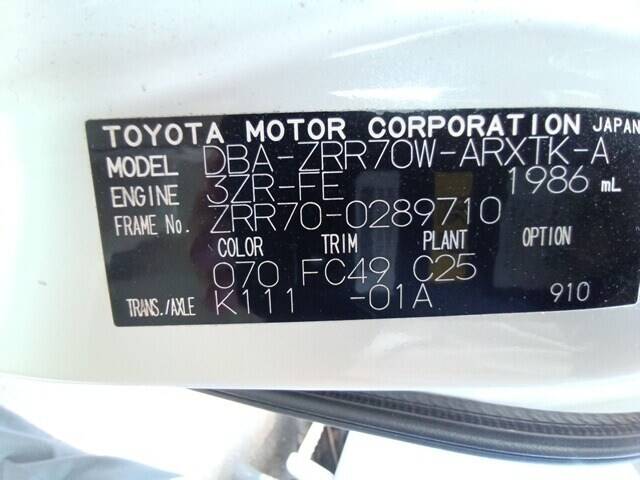 TOYOTA MOTOR CORPORATION JAPAN
MODEL DBA-ZRR70W-ARXTK-A
ENGINE 3ZR-FE 1986 mL
FRAME No. ZRR70-0289710
COLOR TRIM PLANT OPTION
070 FC49 C25
TRANS./AXLE K111 -01A 910